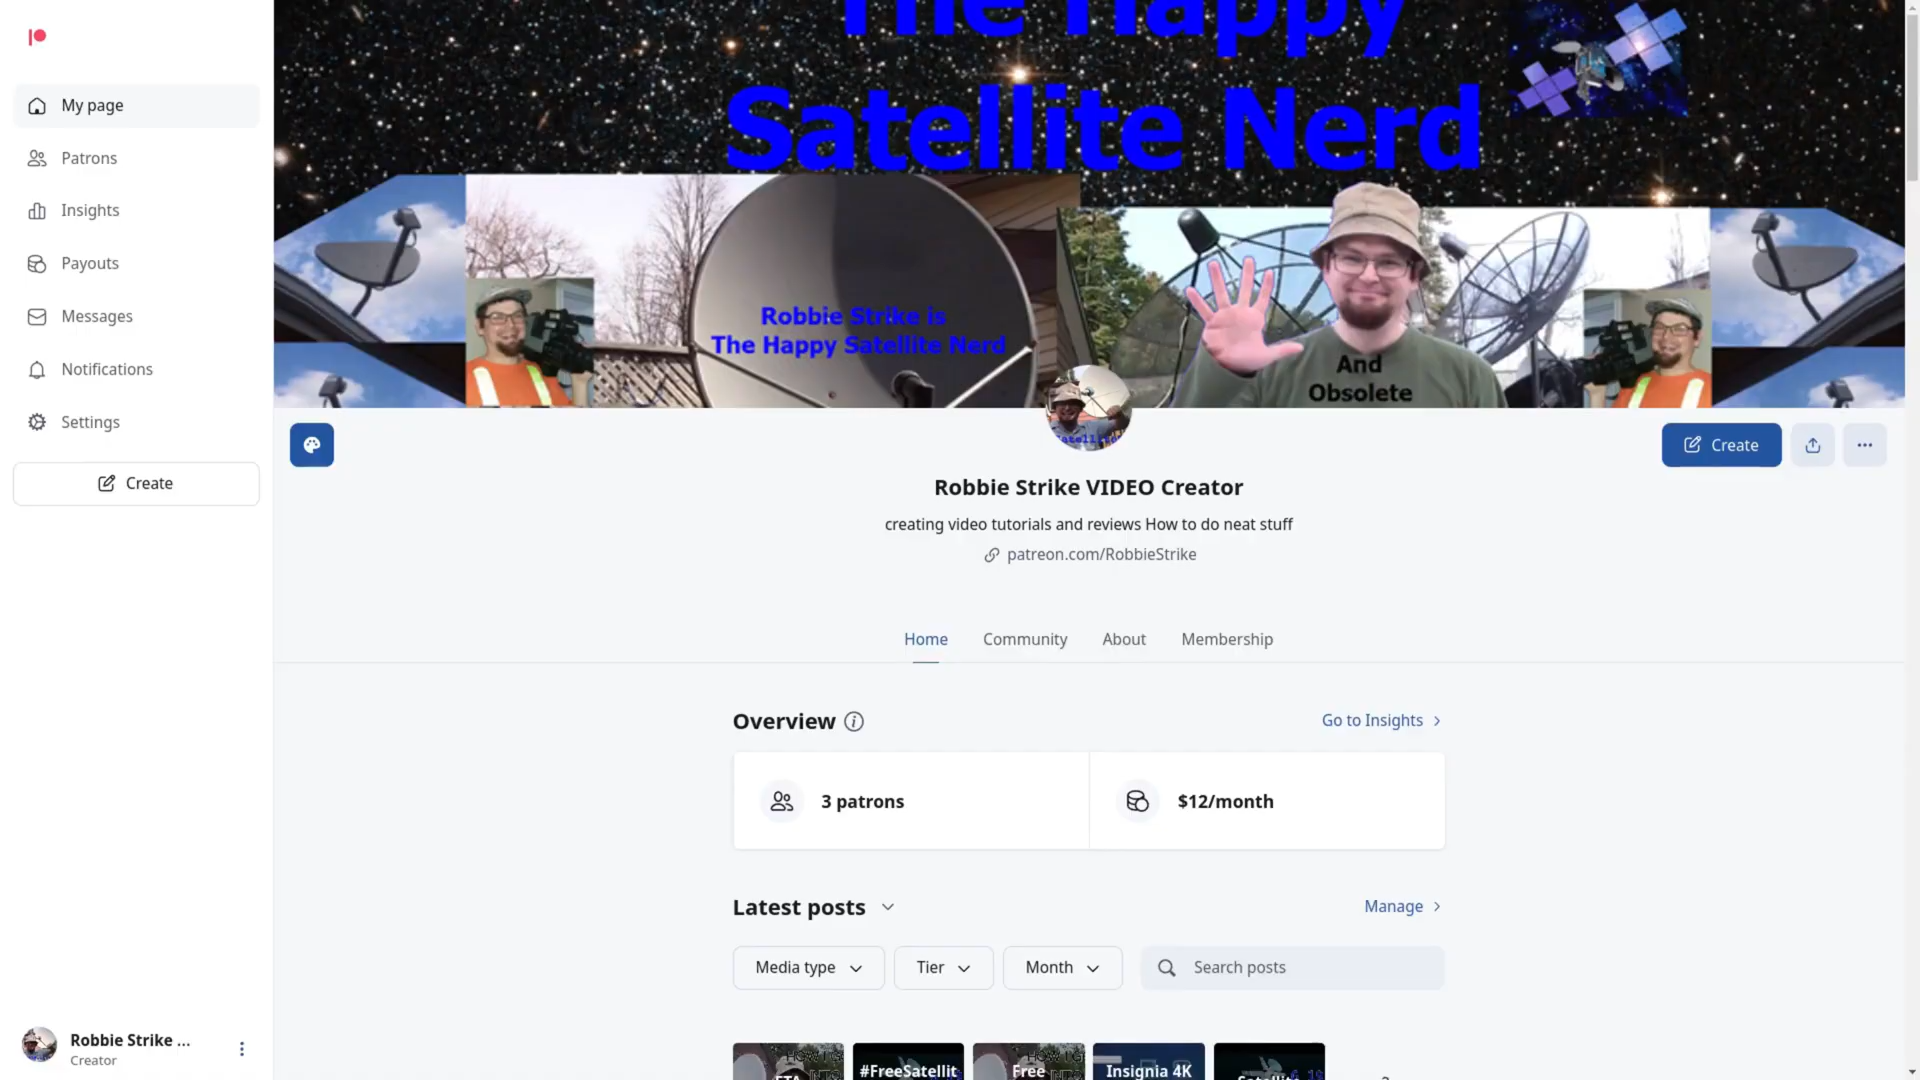 My page
Patrons
Insights
Payouts
Messages
Notifications
Settings
Create
Robbie Strike ...
Creator
The Happy
Satellite Nerd
Robbie Strike is
The Happy Satellite Nerd
And
Obsolete
Create
Robbie Strike VIDEO Creator
creating video tutorials and reviews How to do neat stuff
patreon.com/RobbieStrike
Home Community About Membership
Overview
Go to Insights
3 patrons
$12/month
Latest posts
Manage
Media type
Tier
Month
Search posts
#FreeSatellit
Free
Insignia 4K